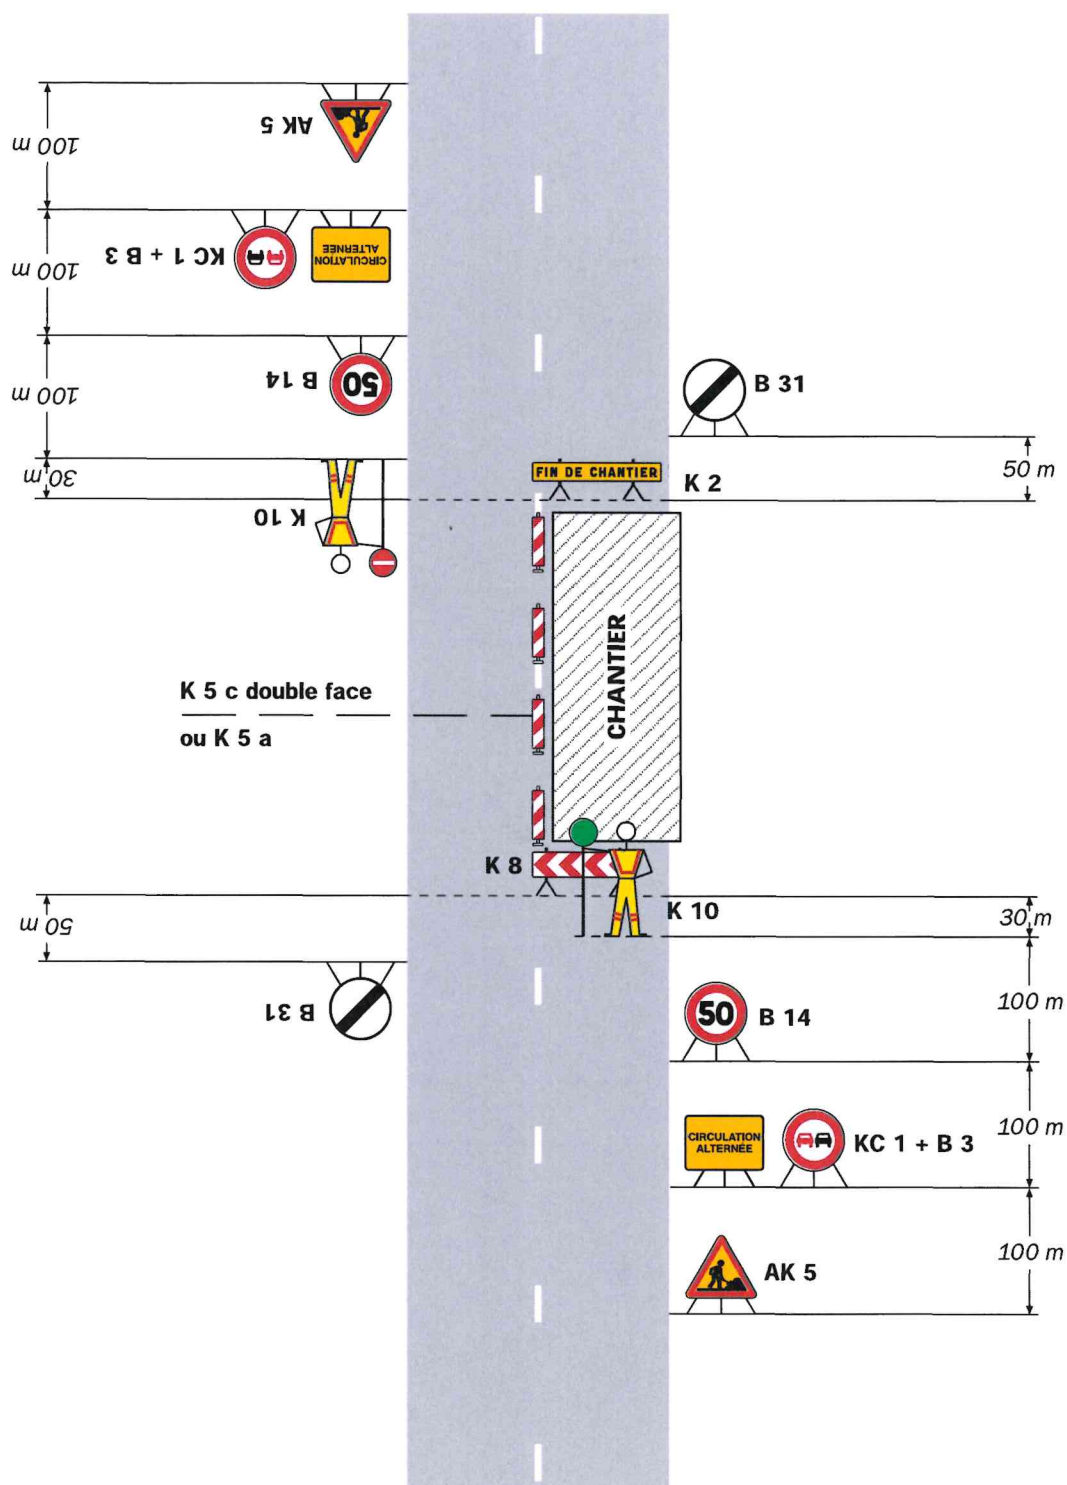 AK 5
100 m
KC 1 + B 3
CIRCULATION
ALTERNÉE
100 m
B 14
50
100 m
B 31
FIN DE CHANTIER
K 2
50 m
30 m
K 10
CHANTIER
K 5 c double face
ou K 5 a
K 8
K 10
30 m
50 m
B 31
50
B 14
100 m
CIRCULATION
ALTERNÉE
KC 1 + B 3
100 m
AK 5
100 m